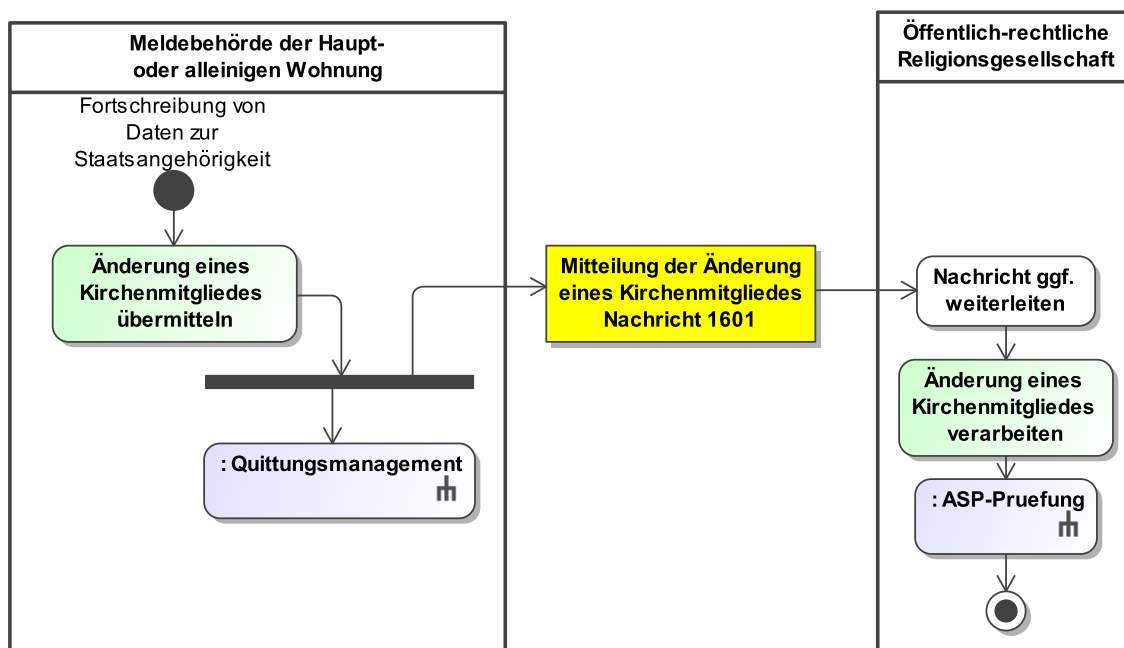 Meldebehörde der Haupt-
oder alleinigen Wohnung
Fortschreibung von
Daten zur
Staatsangehörigkeit
Änderung eines
Kirchenmitgliedes
übermitteln
: Quittungsmanagement
Mitteilung der Änderung
eines Kirchenmitgliedes
Nachricht 1601
Öffentlich-rechtliche
Religionsgesellschaft
Nachricht ggf.
weiterleiten
Änderung eines
Kirchenmitgliedes
verarbeiten
: ASP-Pruefung